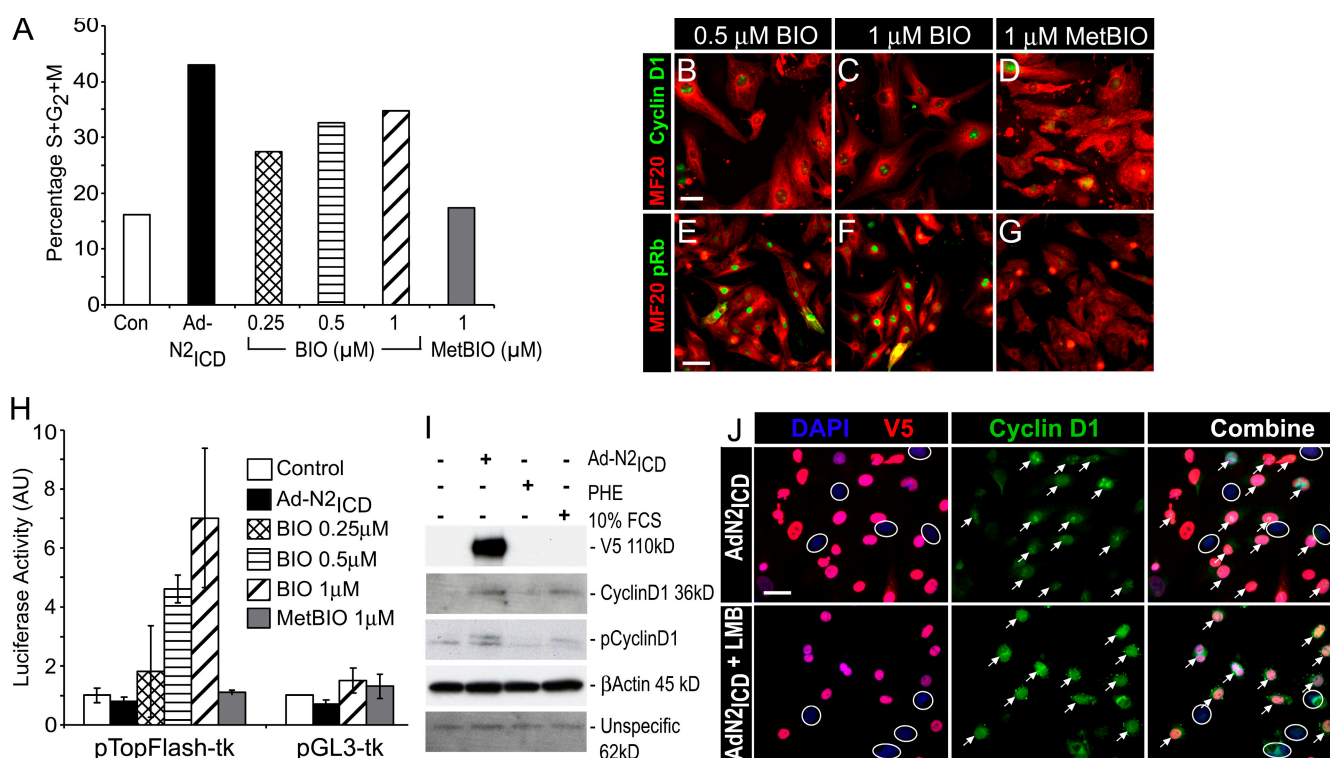 A
Percentage S+G2+M
50
40
30
20
10
0
Con
Ad-N2ICD
0.25
0.5
1
1
BIO (µM)
MetBIO (µM)
0.5 µM BIO
1 µM BIO
1 µM MetBIO
MF20 Cyclin D1
B
C
D
MF20 pRb
E
F
G
H
Luciferase Activity (AU)
10
8
6
4
2
0
Control
Ad-N2ICD
BIO 0.25µM
BIO 0.5µM
BIO 1µM
MetBIO 1µM
pTopFlash-tk
pGL3-tk
I
- + - - Ad-N2ICD
- - + - PHE
- - - + 10% FCS
- V5 110kD
- CyclinD1 36kD
- pCyclinD1
- βActin 45 kD
- Unspecific
62kD
J
DAPI V5
Cyclin D1
Combine
AdN2ICD
AdN2ICD + LMB